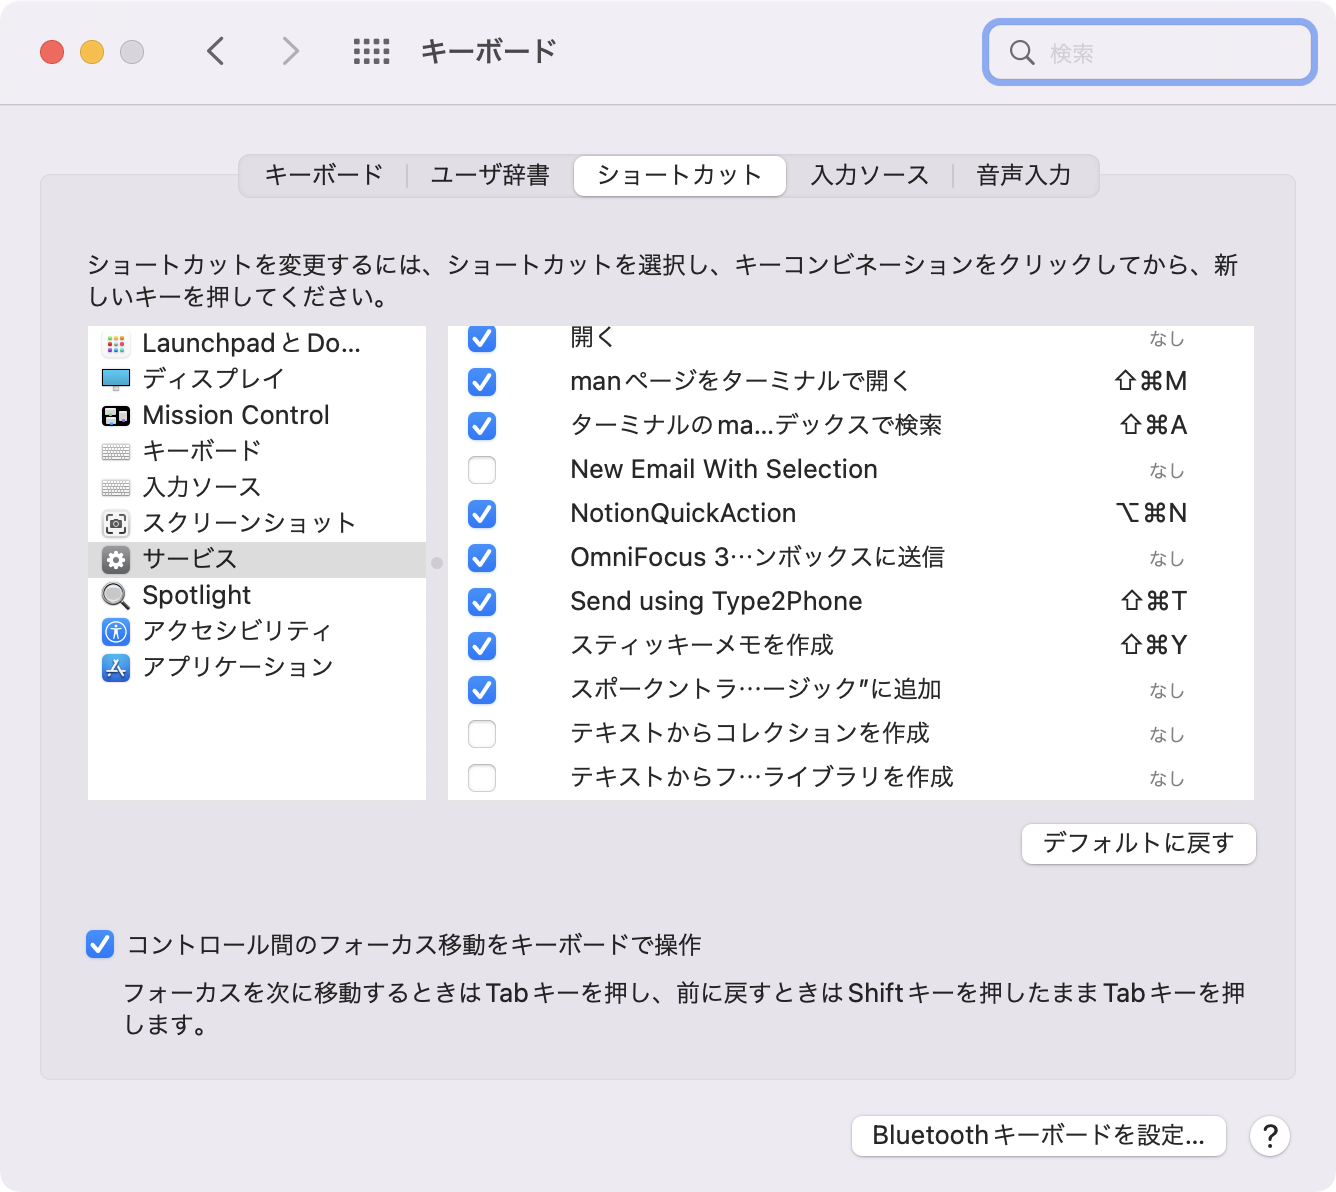 キーボード
検索
キーボード
ユーザ辞書
ショートカット
入力ソース
音声入力
ショートカットを変更するには、ショートカットを選択し、キーコンビネーションをクリックしてから、新
しいキーを押してください。
LaunchpadとDo...
ディスプレイ
Mission Control
キーボード
入力ソース
スクリーンショット
サービス
Spotlight
アクセシビリティ
アプリケーション
開く なし
manページをターミナルで開く ⇧⌘M
ターミナルのma...デックスで検索 ⇧⌘A
New Email With Selection なし
NotionQuickAction ⌥⌘N
OmniFocus 3…ンボックスに送信 なし
Send using Type2Phone ⇧⌘T
スティッキーメモを作成 ⇧⌘Y
スポークントラ…ージック"に追加 なし
テキストからコレクションを作成 なし
テキストからフ…ライブラリを作成 なし
デフォルトに戻す
コントロール間のフォーカス移動をキーボードで操作
フォーカスを次に移動するときはTabキーを押し、前に戻すときはShiftキーを押したままTabキーを押
します。
Bluetoothキーボードを設定...
?